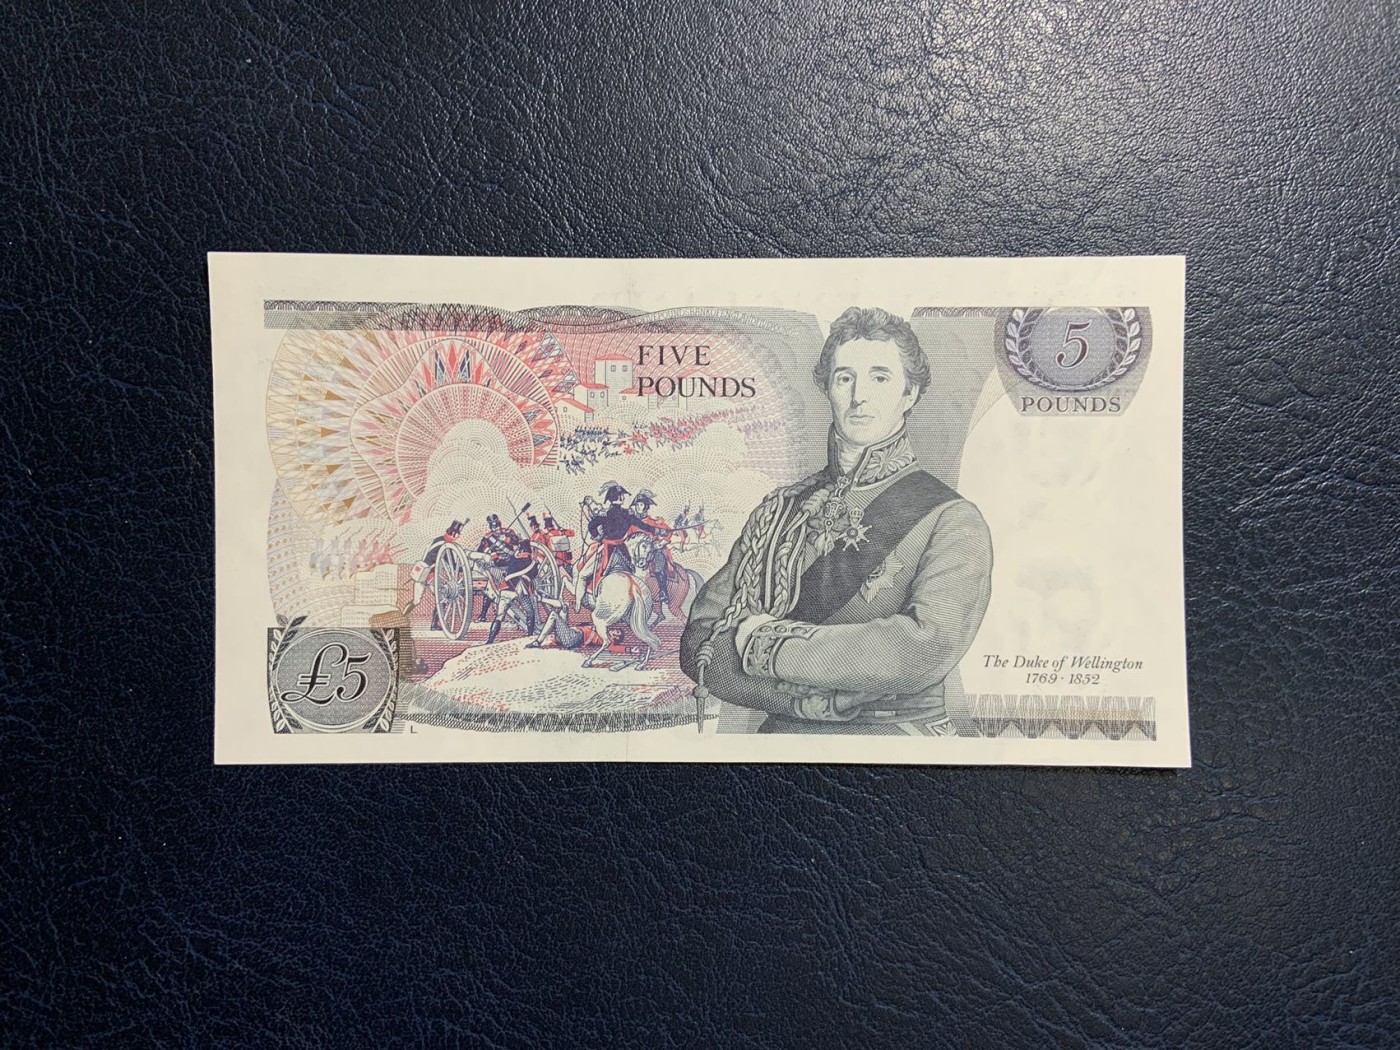 FIVE
POUNDS
5
POUNDS
The Duke of Wellington
1769 · 1852
£5
L